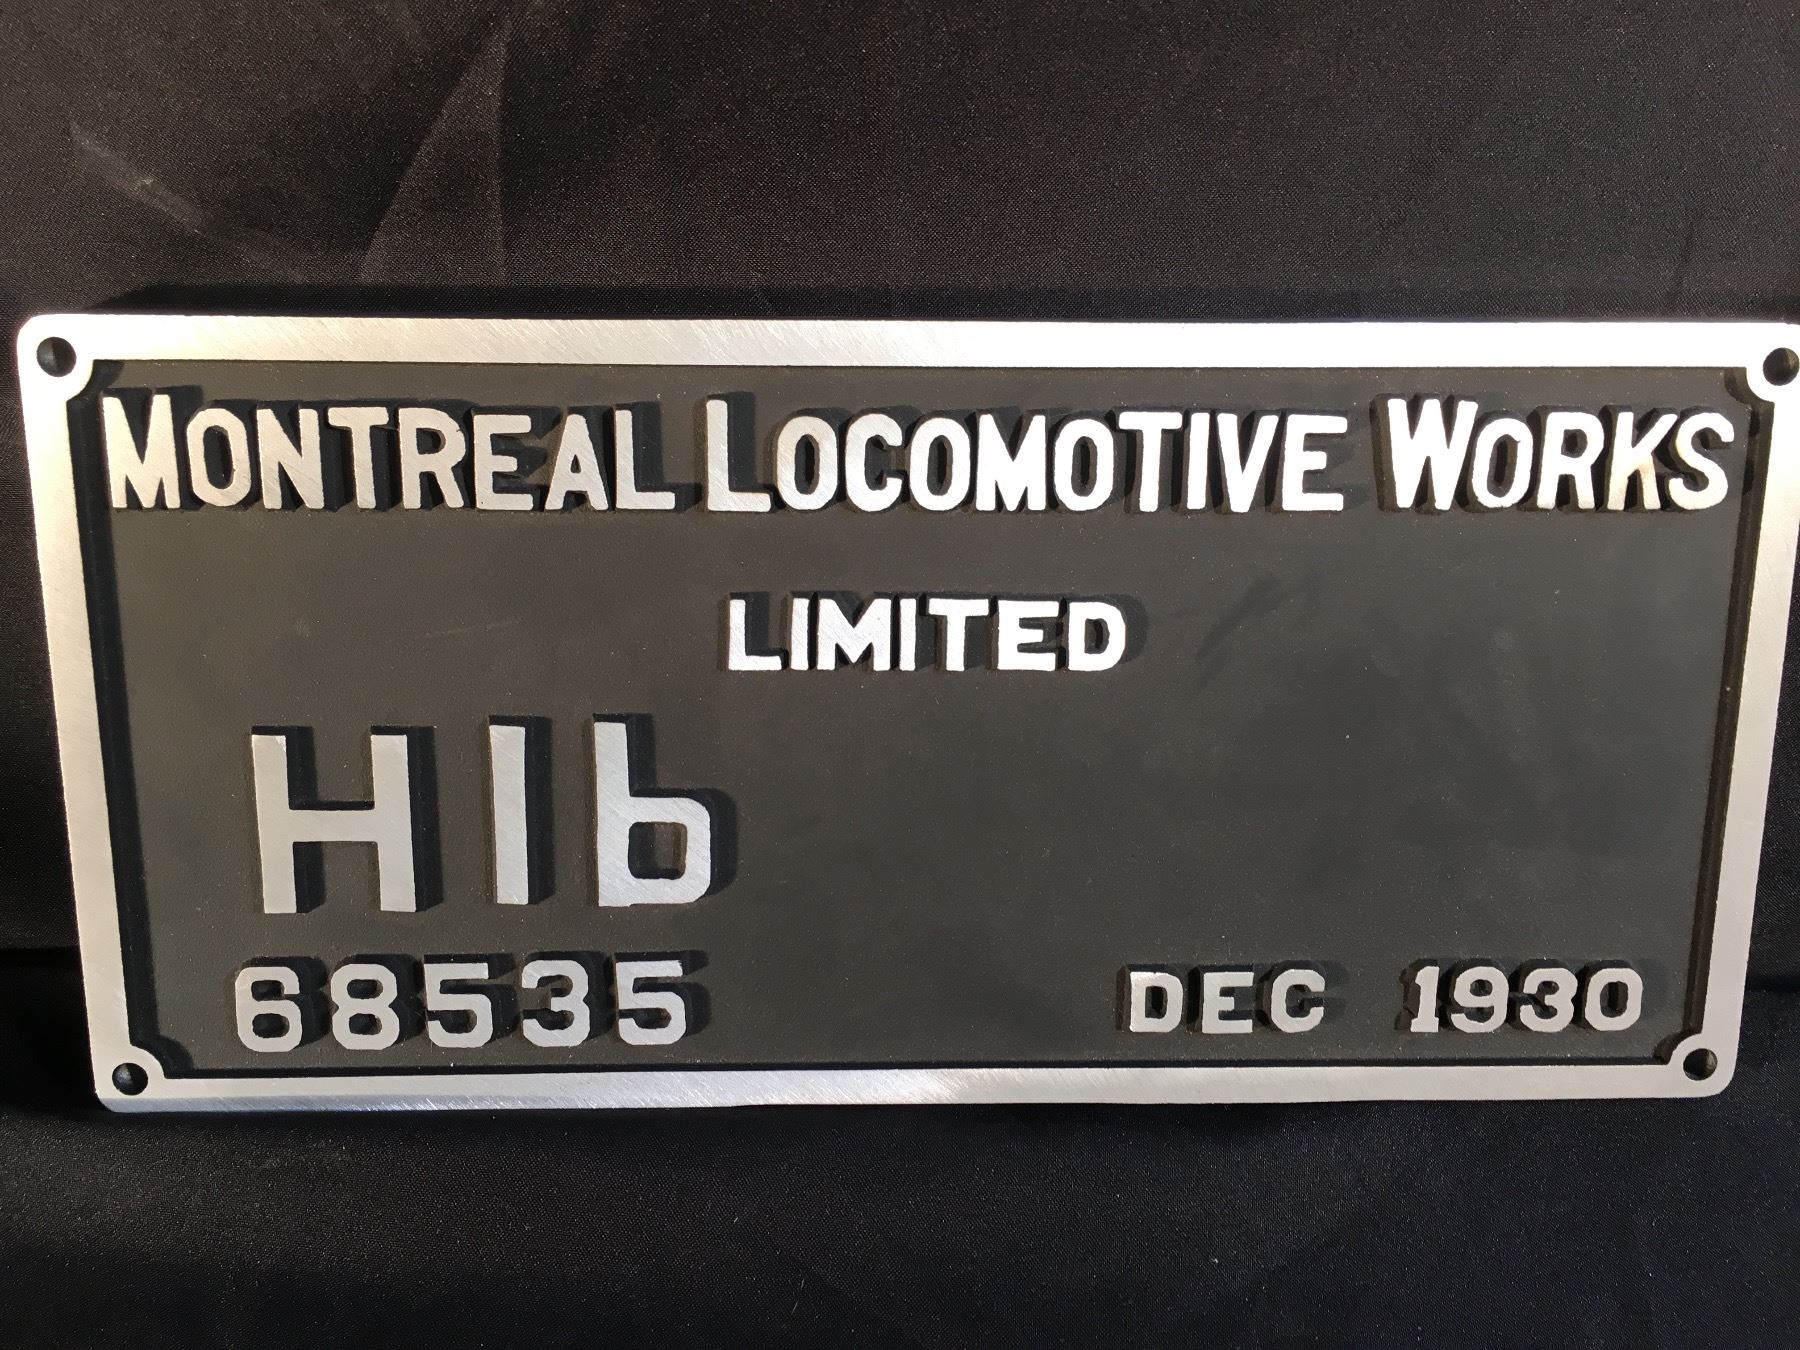 MONTREAL LOCOMOTIVE WORKS
LIMITED
H1b
68535 DEC 1930